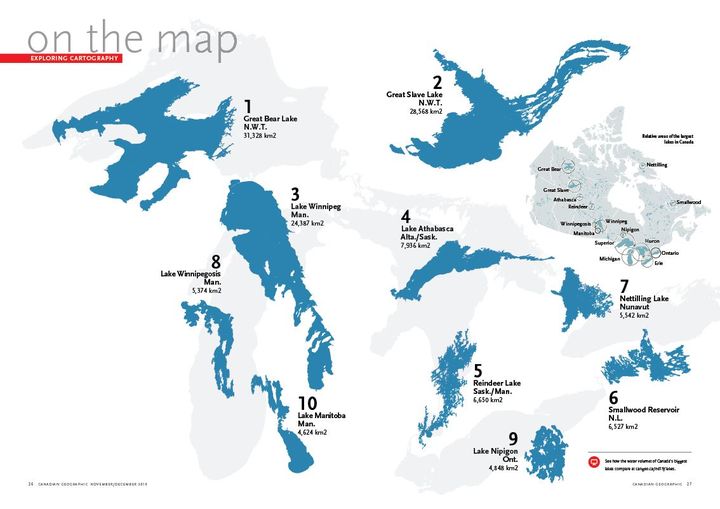 on the map
EXPLORING CARTOGRAPHY
1
Great Bear Lake
N.W.T.
31,328 km2
2
Great Slave Lake
N.W.T.
28,568 km2
Relative areas of the largest
lakes in Canada
Great Bear
Nettilling
Great Slave
Athabasca
Reindeer
Smallwood
Winnipegosis
Winnipeg
Manitoba
Nipigon
Superior
Huron
Michigan
Ontario
Erie
3
Lake Winnipeg
Man.
24,387 km2
4
Lake Athabasca
Alta./Sask.
7,936 km2
8
Lake Winnipegosis
Man.
5,374 km2
7
Nettilling Lake
Nunavut
5,542 km2
5
Reindeer Lake
Sask./Man.
6,650 km2
6
Smallwood Reservoir
N.L.
6,527 km2
10
Lake Manitoba
Man.
4,624 km2
9
Lake Nipigon
Ont.
4,848 km2
See how the water volumes of Canada's biggest
lakes compare at
26 CANADIAN GEOGRAPHIC NOVEMBER/DECEMBER 2019
CANADIAN GEOGRAPHIC 27